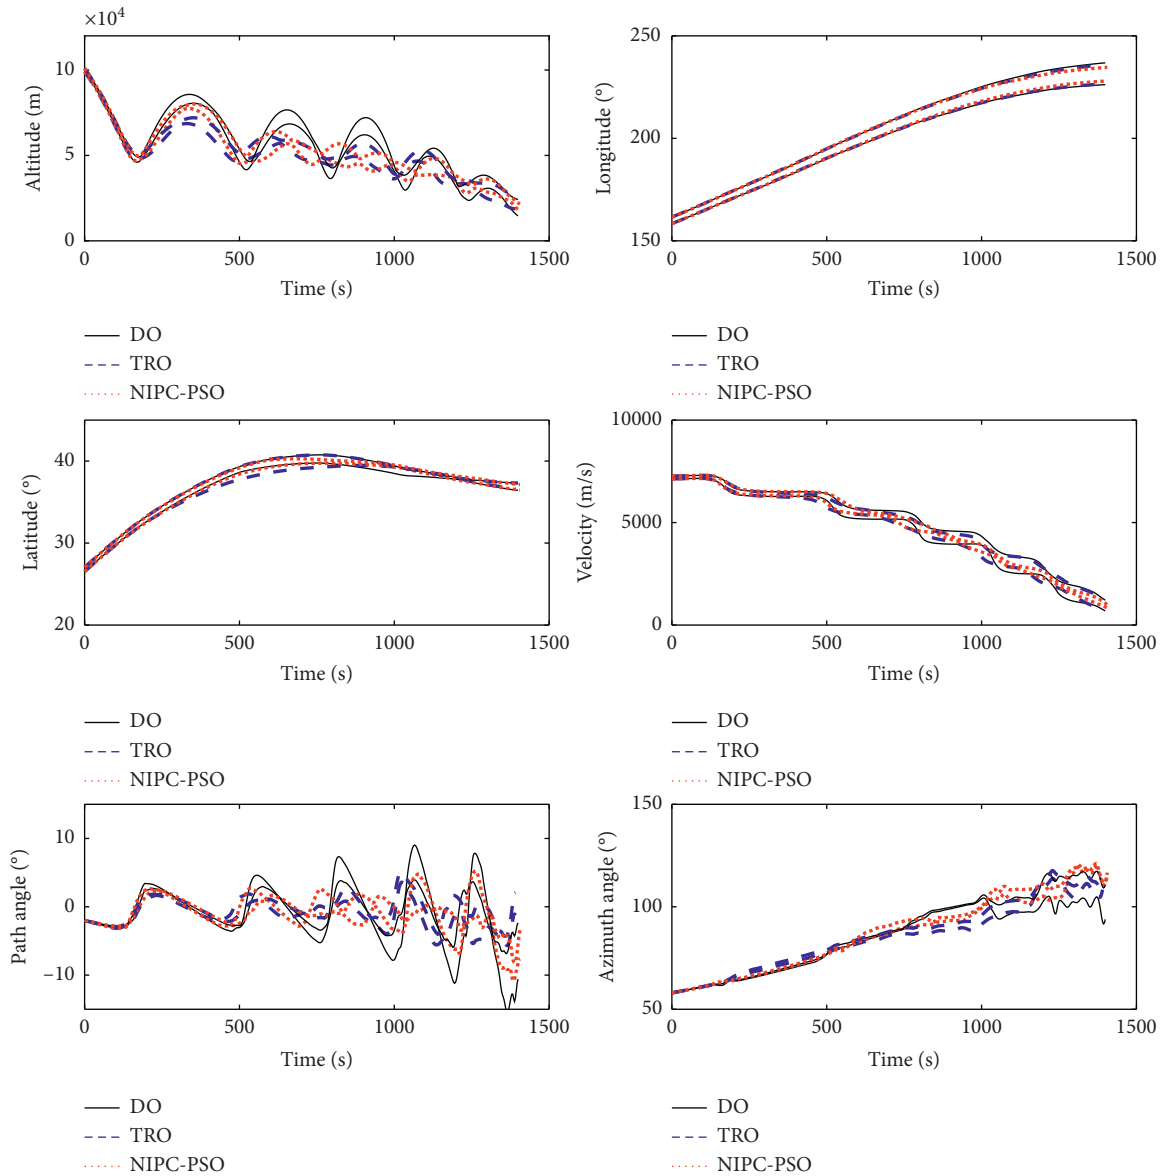 ×10⁴
10
5
0
Altitude (m)
0 500 1000 1500
Time (s)
DO
TRO
NIPC-PSO
250
200
150
Longitude (°)
0 500 1000 1500
Time (s)
DO
TRO
NIPC-PSO
40
30
20
Latitude (°)
0 500 1000 1500
Time (s)
DO
TRO
NIPC-PSO
10000
5000
0
Velocity (m/s)
0 500 1000 1500
Time (s)
DO
TRO
NIPC-PSO
10
0
−10
Path angle (°)
0 500 1000 1500
Time (s)
DO
TRO
NIPC-PSO
150
100
50
Azimuth angle (°)
0 500 1000 1500
Time (s)
DO
TRO
NIPC-PSO